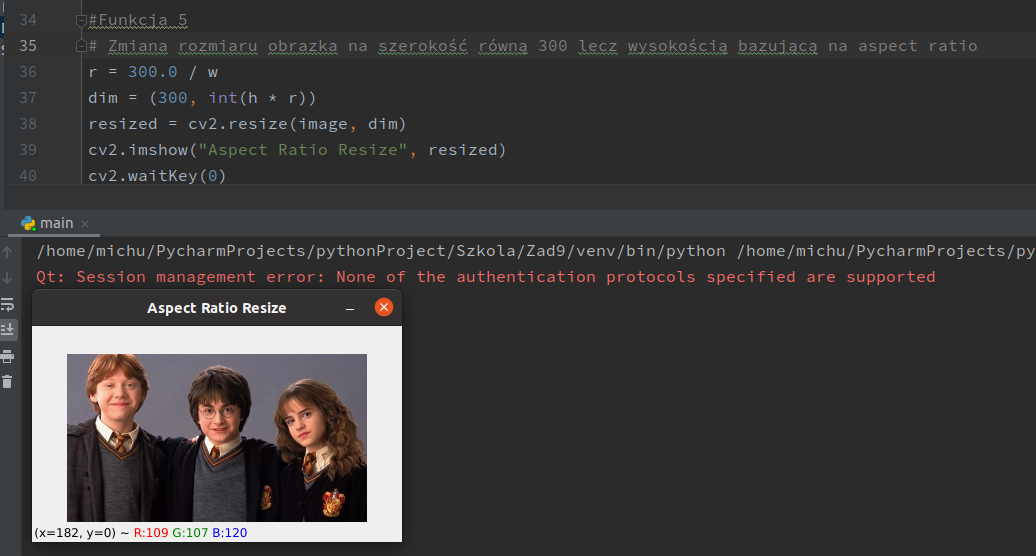 34 #Funkcja 5
35 # Zmiana rozmiaru obrazka na szerokość równą 300 lecz wysokością bazującą na aspect ratio
36 r = 300.0 / w
37 dim = (300, int(h * r))
38 resized = cv2.resize(image, dim)
39 cv2.imshow("Aspect Ratio Resize", resized)
40 cv2.waitKey(0)
main
/home/michu/PycharmProjects/pythonProject/Szkola/Zad9/venv/bin/python /home/michu/PycharmProjects/py
Qt: Session management error: None of the authentication protocols specified are supported
Aspect Ratio Resize
(x=182, y=0) ~ R:109 G:107 B:120